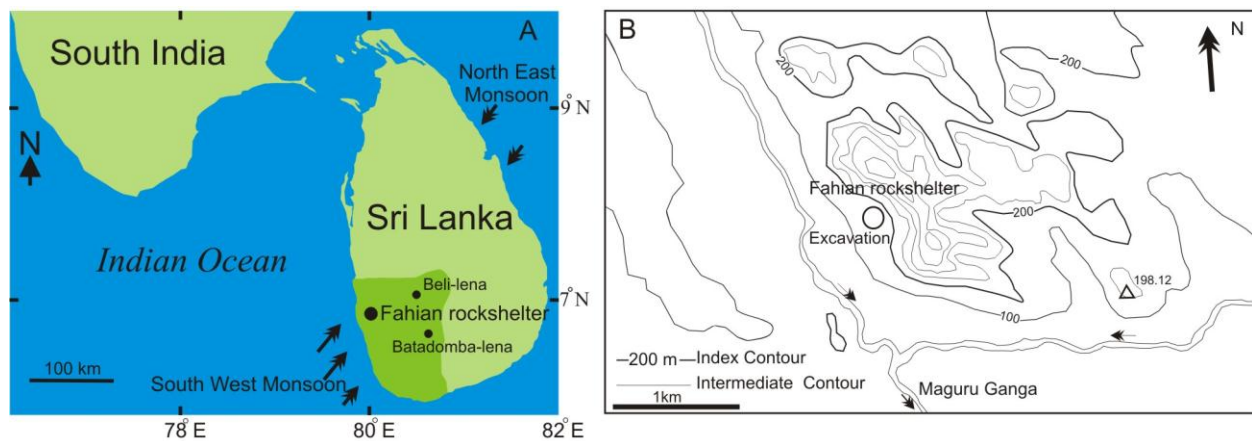 A
South India
North East
Monsoon
9°N
N
Sri Lanka
Indian Ocean
Beli-lena
7°N
Fahian rockshelter
Batadomba-lena
100 km
South West Monsoon
5°
78°E
80°E
82°E
B
N
200
200
Fahian rockshelter
200
Excavation
198.12
100
200 m Index Contour
Intermediate Contour
1km
Maguru Ganga